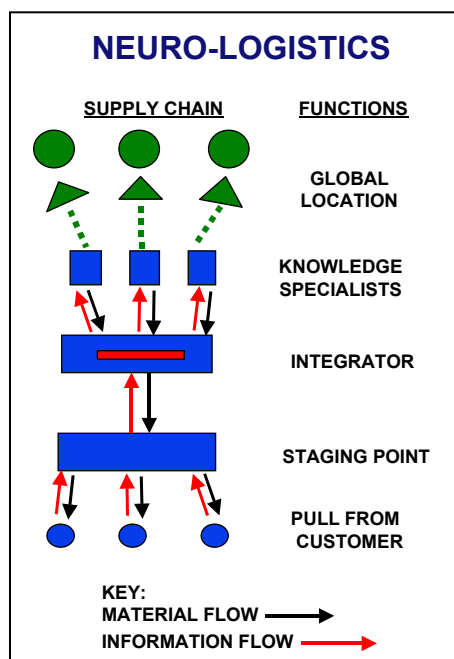 NEURO-LOGISTICS
SUPPLY CHAIN
FUNCTIONS
GLOBAL
LOCATION
KNOWLEDGE
SPECIALISTS
INTEGRATOR
STAGING POINT
PULL FROM
CUSTOMER
KEY:
MATERIAL FLOW
INFORMATION FLOW